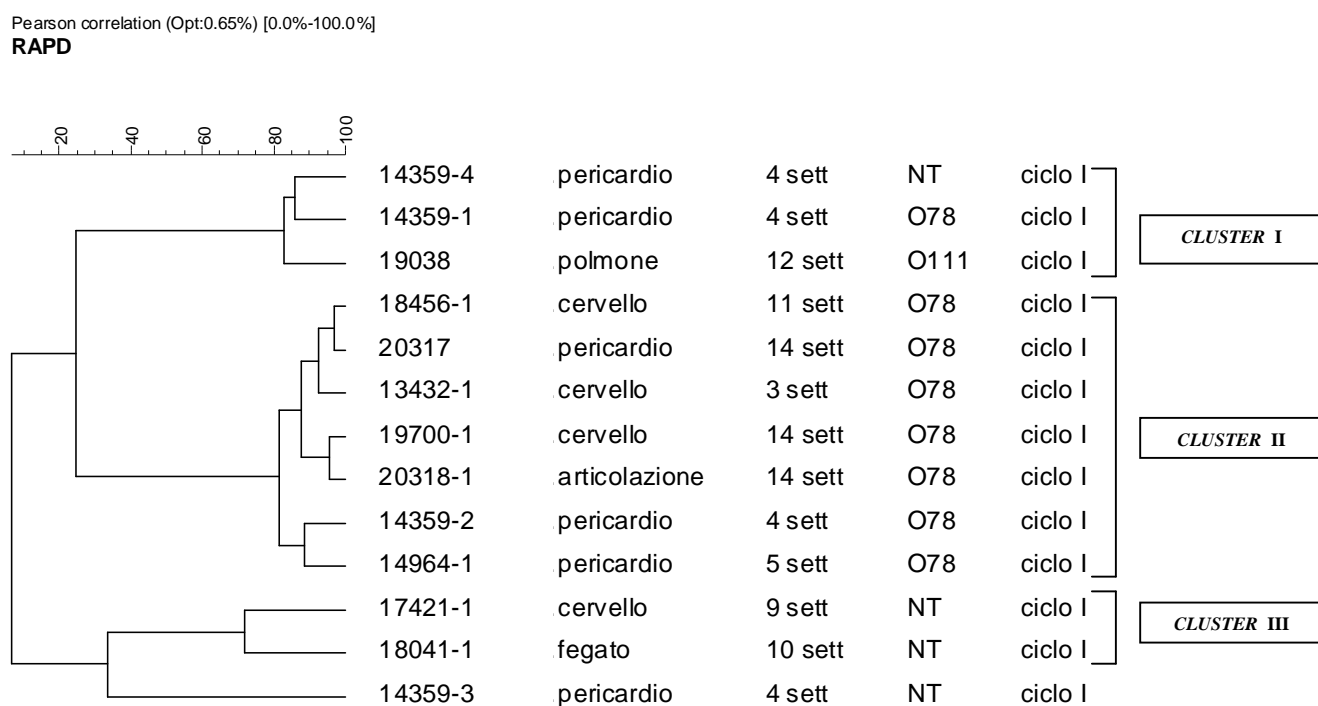 Pearson correlation (Opt:0.65%) [0.0%-100.0%]
RAPD
20 40 60 80 100
14359-4 .pericardio 4 sett NT ciclo I
14359-1 .pericardio 4 sett O78 ciclo I
CLUSTER I
19038 .polmone 12 sett O111 ciclo I
18456-1 .cervello 11 sett O78 ciclo I
20317 .pericardio 14 sett O78 ciclo I
13432-1 .cervello 3 sett O78 ciclo I
19700-1 .cervello 14 sett O78 ciclo I CLUSTER II
20318-1 .articolazione 14 sett O78 ciclo I
14359-2 .pericardio 4 sett O78 ciclo I
14964-1 .pericardio 5 sett O78 ciclo I
17421-1 .cervello 9 sett NT ciclo I
CLUSTER III
18041-1 .fegato 10 sett NT ciclo I
14359-3 .pericardio 4 sett NT ciclo I